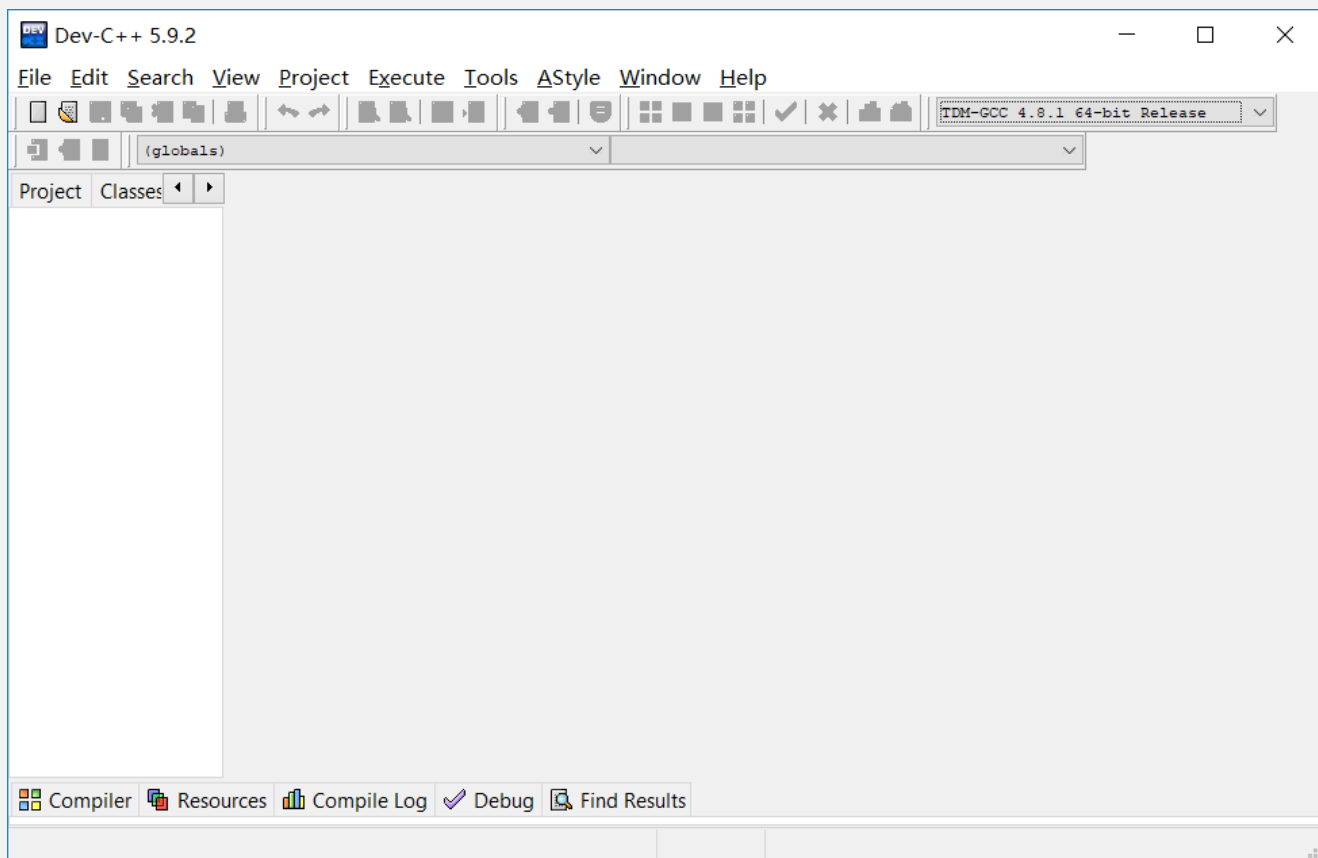 Dev-C++ 5.9.2
File Edit Search View Project Execute Tools AStyle Window Help
TDM-GCC 4.8.1 64-bit Release
(globals)
Project Classes
Compiler Resources Compile Log Debug Find Results